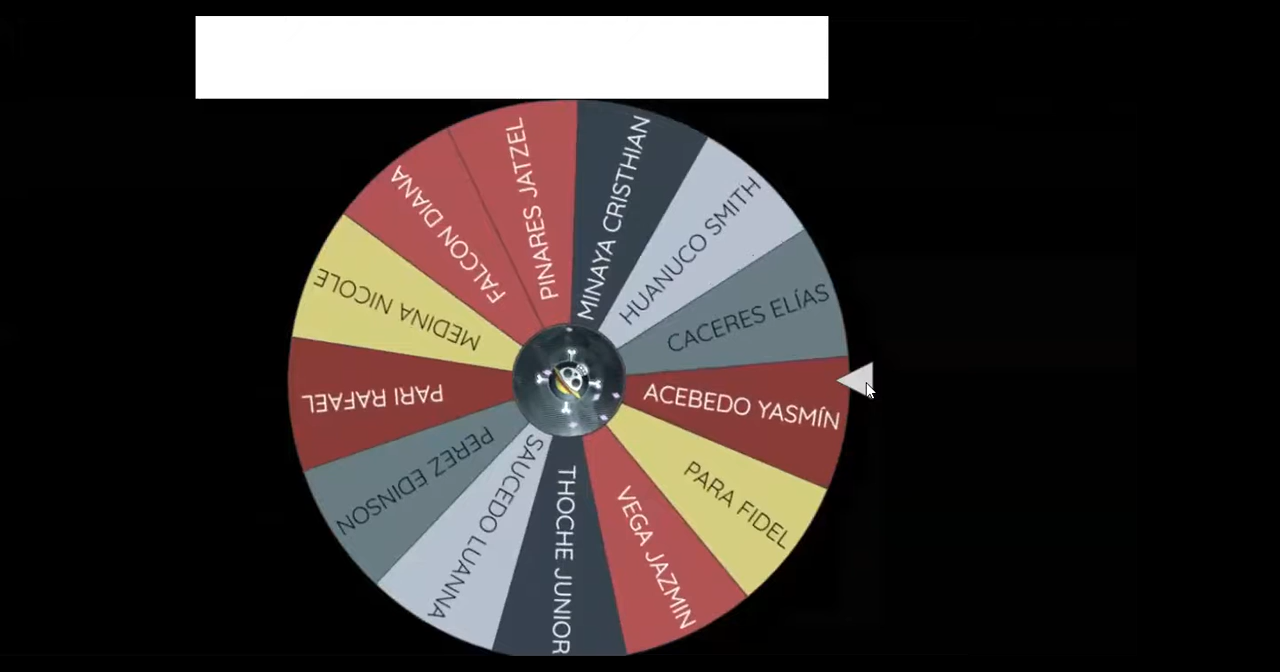 PINARES JATZEL
MINAYA CRISTHIAN
HUANUCO SMITH
CACERES ELÍAS
ACEBEDO YASMÍN
PARA FIDEL
VEGA JAZMIN
THOCHE JUNIOR
SAUCEDO LUANNA
PEREZ EDINSON
PARI RAFAEL
MEDINA NICOLE
FALCON DIANA